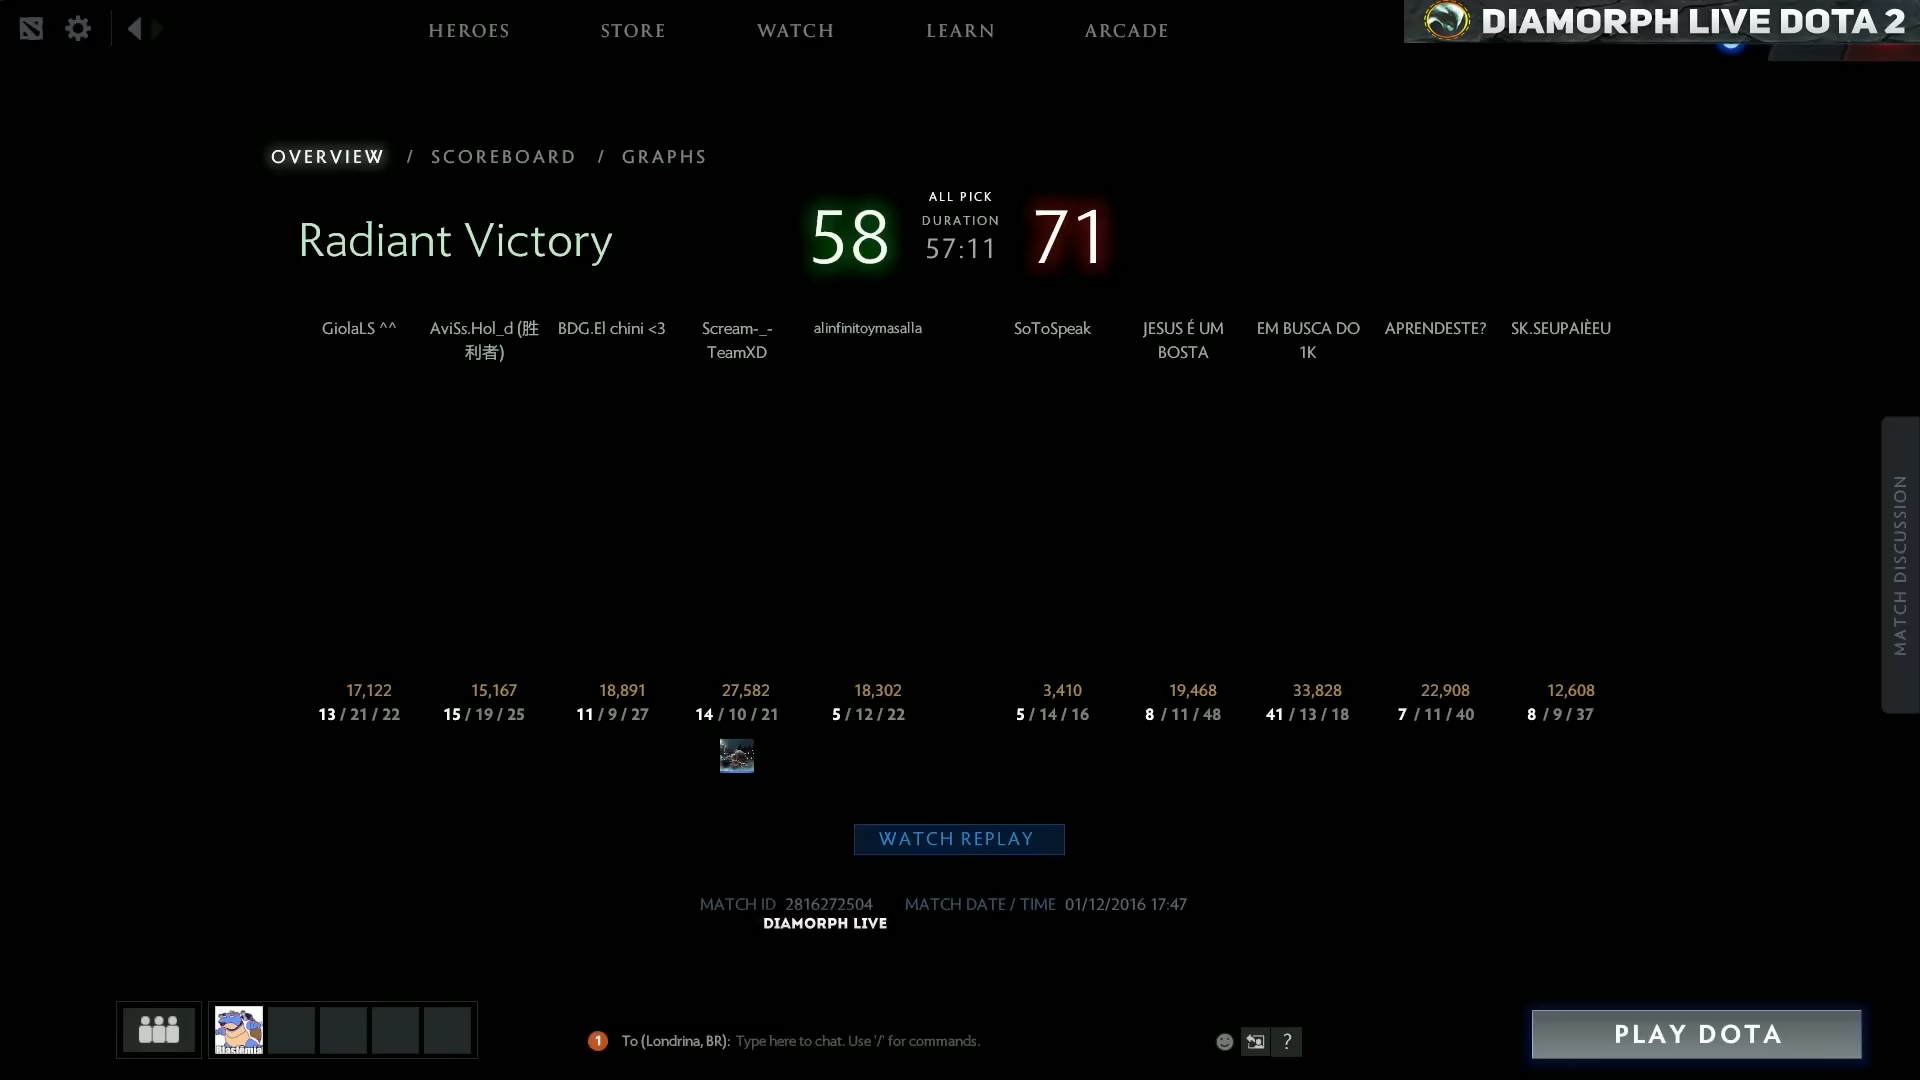 HEROES STORE WATCH LEARN ARCADE
DIAMORPH LIVE DOTA 2
OVERVIEW / SCOREBOARD / GRAPHS
Radiant Victory
58
ALL PICK
DURATION
57:11
71
GiolaLS ^^
AviSs.Hol_d (胜
利者)
BDG.El chini <3
Scream-_-
TeamXD
alinfinitoymasalla
SoToSpeak
JESUS É UM
BOSTA
EM BUSCA DO
1K
APRENDESTE?
SK.SEUPAIÈEU
MATCH DISCUSSION
17,122 15,167 18,891 27,582 18,302 3,410 19,468 33,828 22,908 12,608
13 / 21 / 22 15 / 19 / 25 11 / 9 / 27 14 / 10 / 21 5 / 12 / 22 5 / 14 / 16 8 / 11 / 48 41 / 13 / 18 7 / 11 / 40 8 / 9 / 37
WATCH REPLAY
MATCH ID 2816272504 MATCH DATE / TIME 01/12/2016 17:47
DIAMORPH LIVE
Blastêmia
1 To (Londrina, BR): Type here to chat. Use '/' for commands.
?
PLAY DOTA